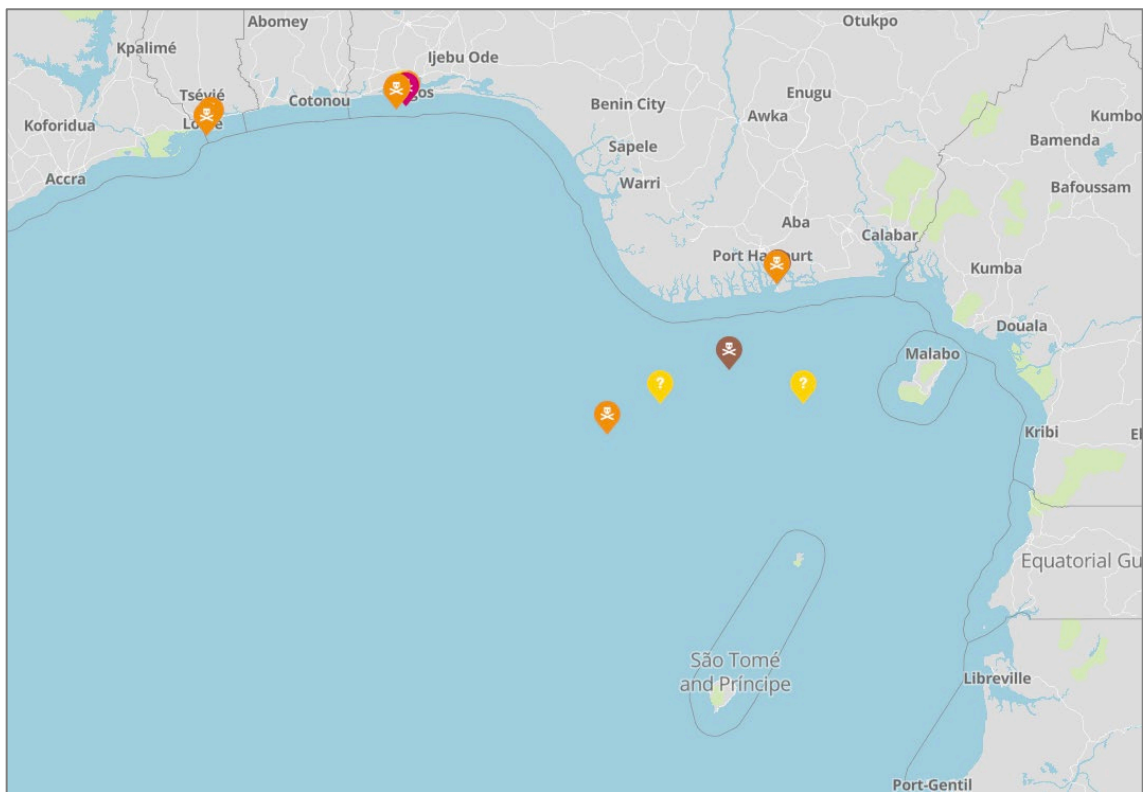 Abomey
Otukpo
Kpalimé
Ijebu Ode
Tsévié
Cotonou
Enugu
Benin City
Koforidua
Awka
Kumbo
Bamenda
Sapele
Accra
Warri
Bafoussam
Aba
Calabar
Kumba
Douala
Malabo
Kribi
?
?
Equatorial Gu
São Tomé
and Príncipe
Libreville
Port-Gentil